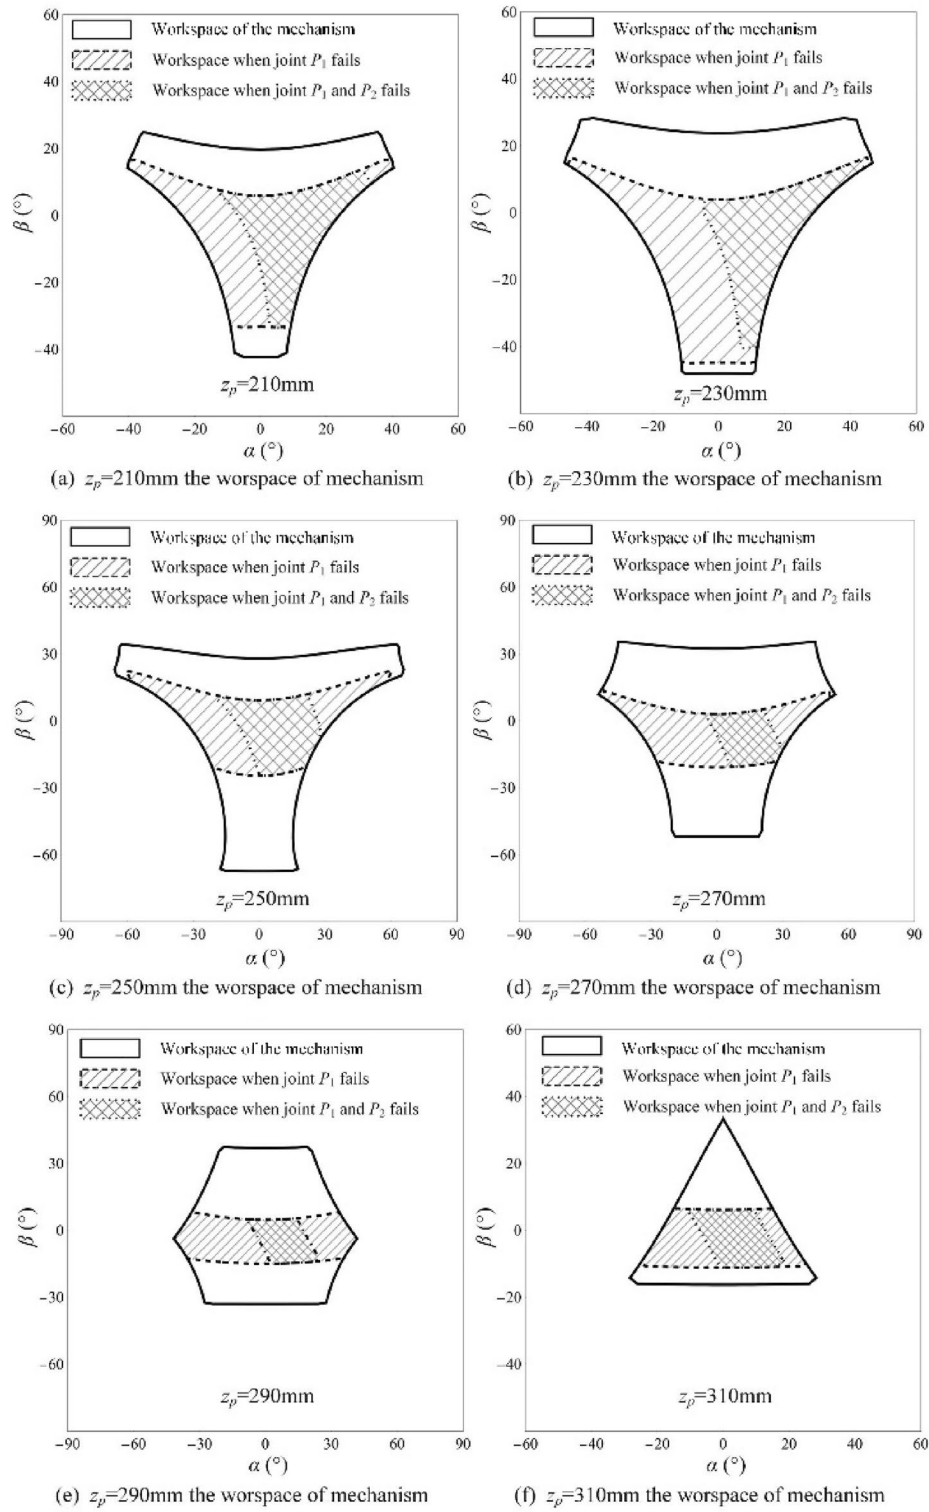 Workspace of the mechanism
Workspace when joint P1 fails
Workspace when joint P1 and P2 fails
60
40
20
0
−20
−40
β (°)
zp=210mm
−60 −40 −20 0 20 40 60
α (°)
(a) zp=210mm the worspace of mechanism
Workspace of the mechanism
Workspace when joint P1 fails
Workspace when joint P1 and P2 fails
60
40
20
0
−20
−40
β (°)
zp=230mm
−60 −40 −20 0 20 40 60
α (°)
(b) zp=230mm the worspace of mechanism
Workspace of the mechanism
Workspace when joint P1 fails
Workspace when joint P1 and P2 fails
90
60
30
0
−30
−60
β (°)
zp=250mm
−90 −60 −30 0 30 60 90
α (°)
(c) zp=250mm the worspace of mechanism
Workspace of the mechanism
Workspace when joint P1 fails
Workspace when joint P1 and P2 fails
90
60
30
0
−30
−60
β (°)
zp=270mm
−90 −60 −30 0 30 60 90
α (°)
(d) zp=270mm the worspace of mechanism
Workspace of the mechanism
Workspace when joint P1 fails
Workspace when joint P1 and P2 fails
90
60
30
0
−30
−60
β (°)
zp=290mm
−90 −60 −30 0 30 60 90
α (°)
(e) zp=290mm the worspace of mechanism
Workspace of the mechanism
Workspace when joint P1 fails
Workspace when joint P1 and P2 fails
60
40
20
0
−20
−40
β (°)
zp=310mm
−60 −40 −20 0 20 40 60
α (°)
(f) zp=310mm the worspace of mechanism